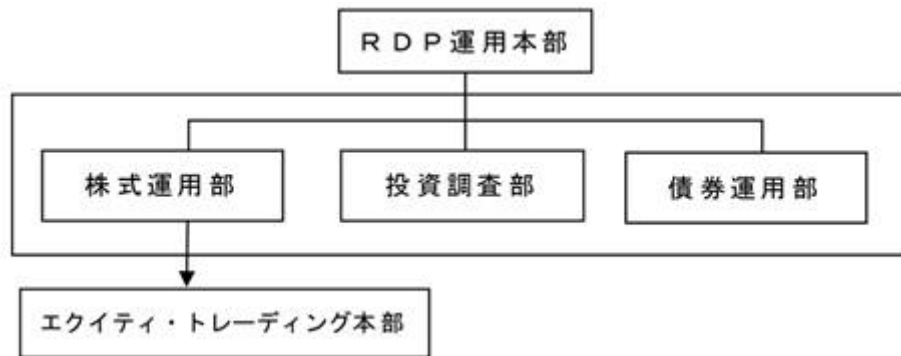 ＲＤＰ運用本部
株式運用部
投資調査部
債券運用部
エクイティ・トレーディング本部